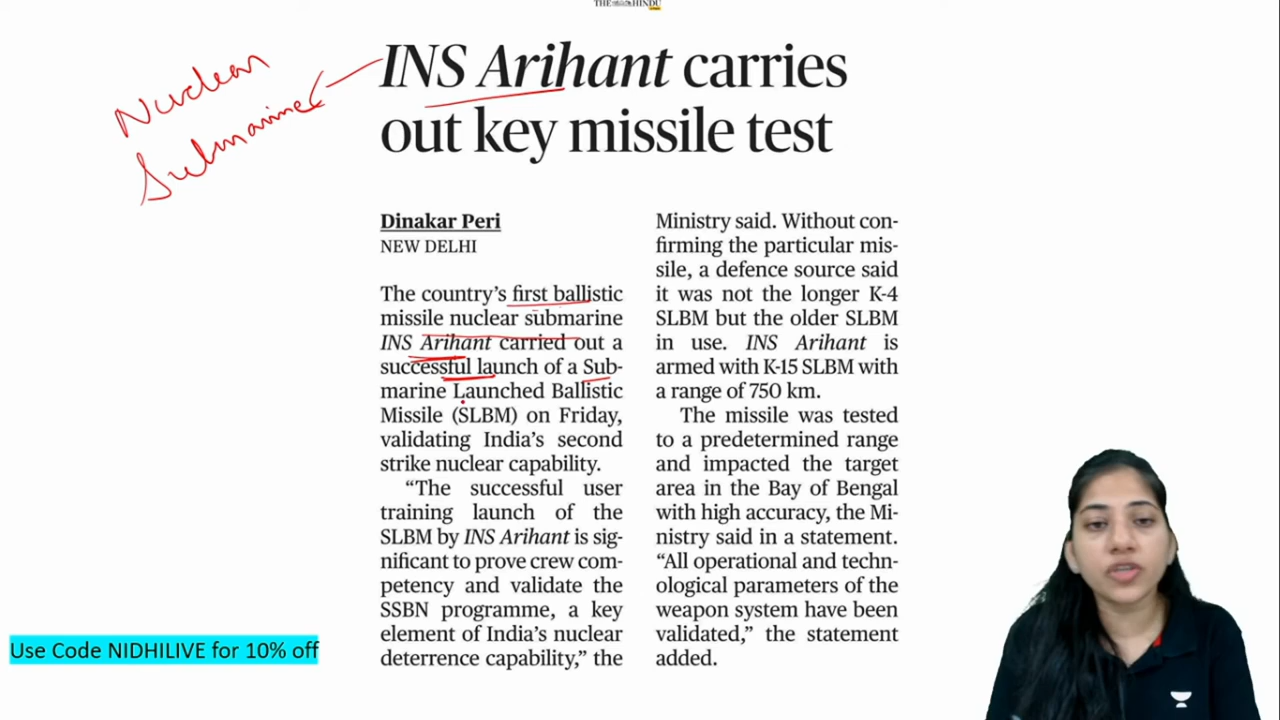 THE HINDU
INS Arihant carries
out key missile test
Nuclear
Submarine
Dinakar Peri
NEW DELHI
The country's first ballistic
missile nuclear submarine
INS Arihant carried out a
successful launch of a Sub-
marine Launched Ballistic
Missile (SLBM) on Friday,
validating India's second
strike nuclear capability.
"The successful user
training launch of the
SLBM by INS Arihant is sig-
nificant to prove crew com-
petency and validate the
SSBN programme, a key
element of India's nuclear
deterrence capability," the
Ministry said. Without con-
firming the particular mis-
sile, a defence source said
it was not the longer K-4
SLBM but the older SLBM
in use. INS Arihant is
armed with K-15 SLBM with
a range of 750 km.
The missile was tested
to a predetermined range
and impacted the target
area in the Bay of Bengal
with high accuracy, the Mi-
nistry said in a statement.
"All operational and techn-
ological parameters of the
weapon system have been
validated," the statement
added.
Use Code NIDHILIVE for 10% off